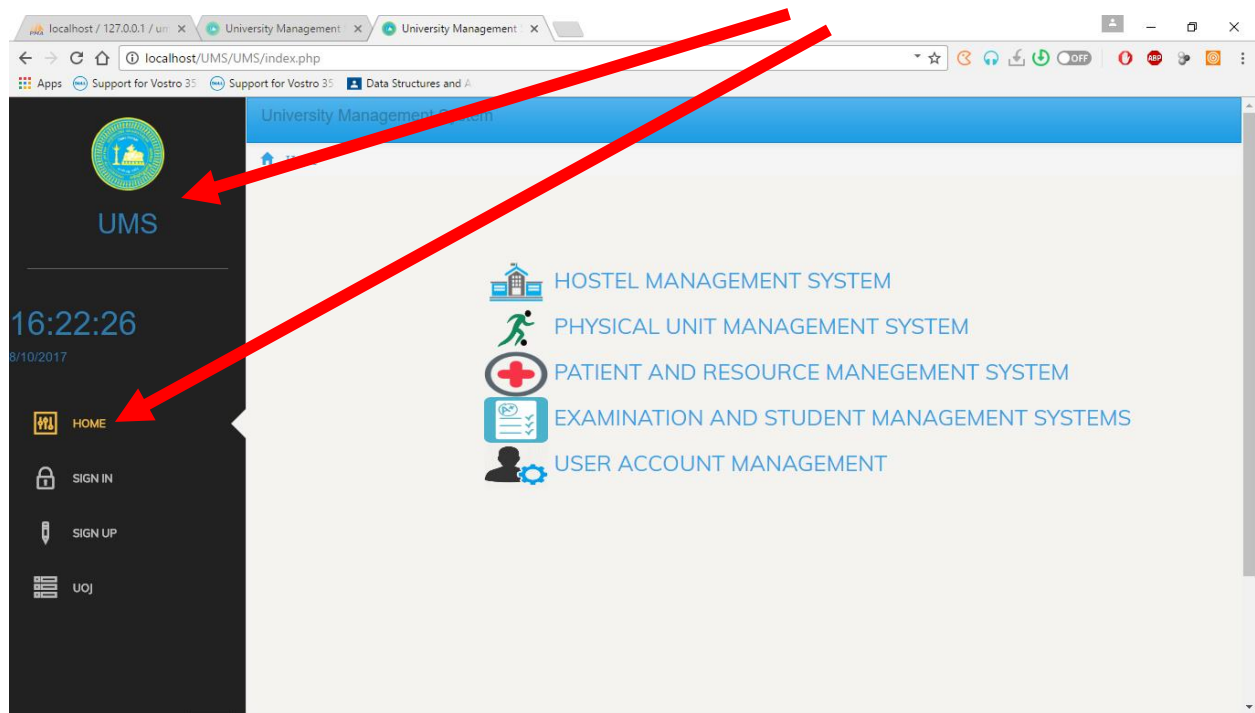 localhost / 127.0.0.1 / um
University Management
University Management
localhost/UMS/UMS/index.php
OFF
ABP
Apps
Support for Vostro 35
Support for Vostro 35
Data Structures and A
University Management System
UMS
16:22:26
8/10/2017
HOME
SIGN IN
SIGN UP
UOJ
HOSTEL MANAGEMENT SYSTEM
PHYSICAL UNIT MANAGEMENT SYSTEM
PATIENT AND RESOURCE MANEGEMENT SYSTEM
EXAMINATION AND STUDENT MANAGEMENT SYSTEMS
USER ACCOUNT MANAGEMENT